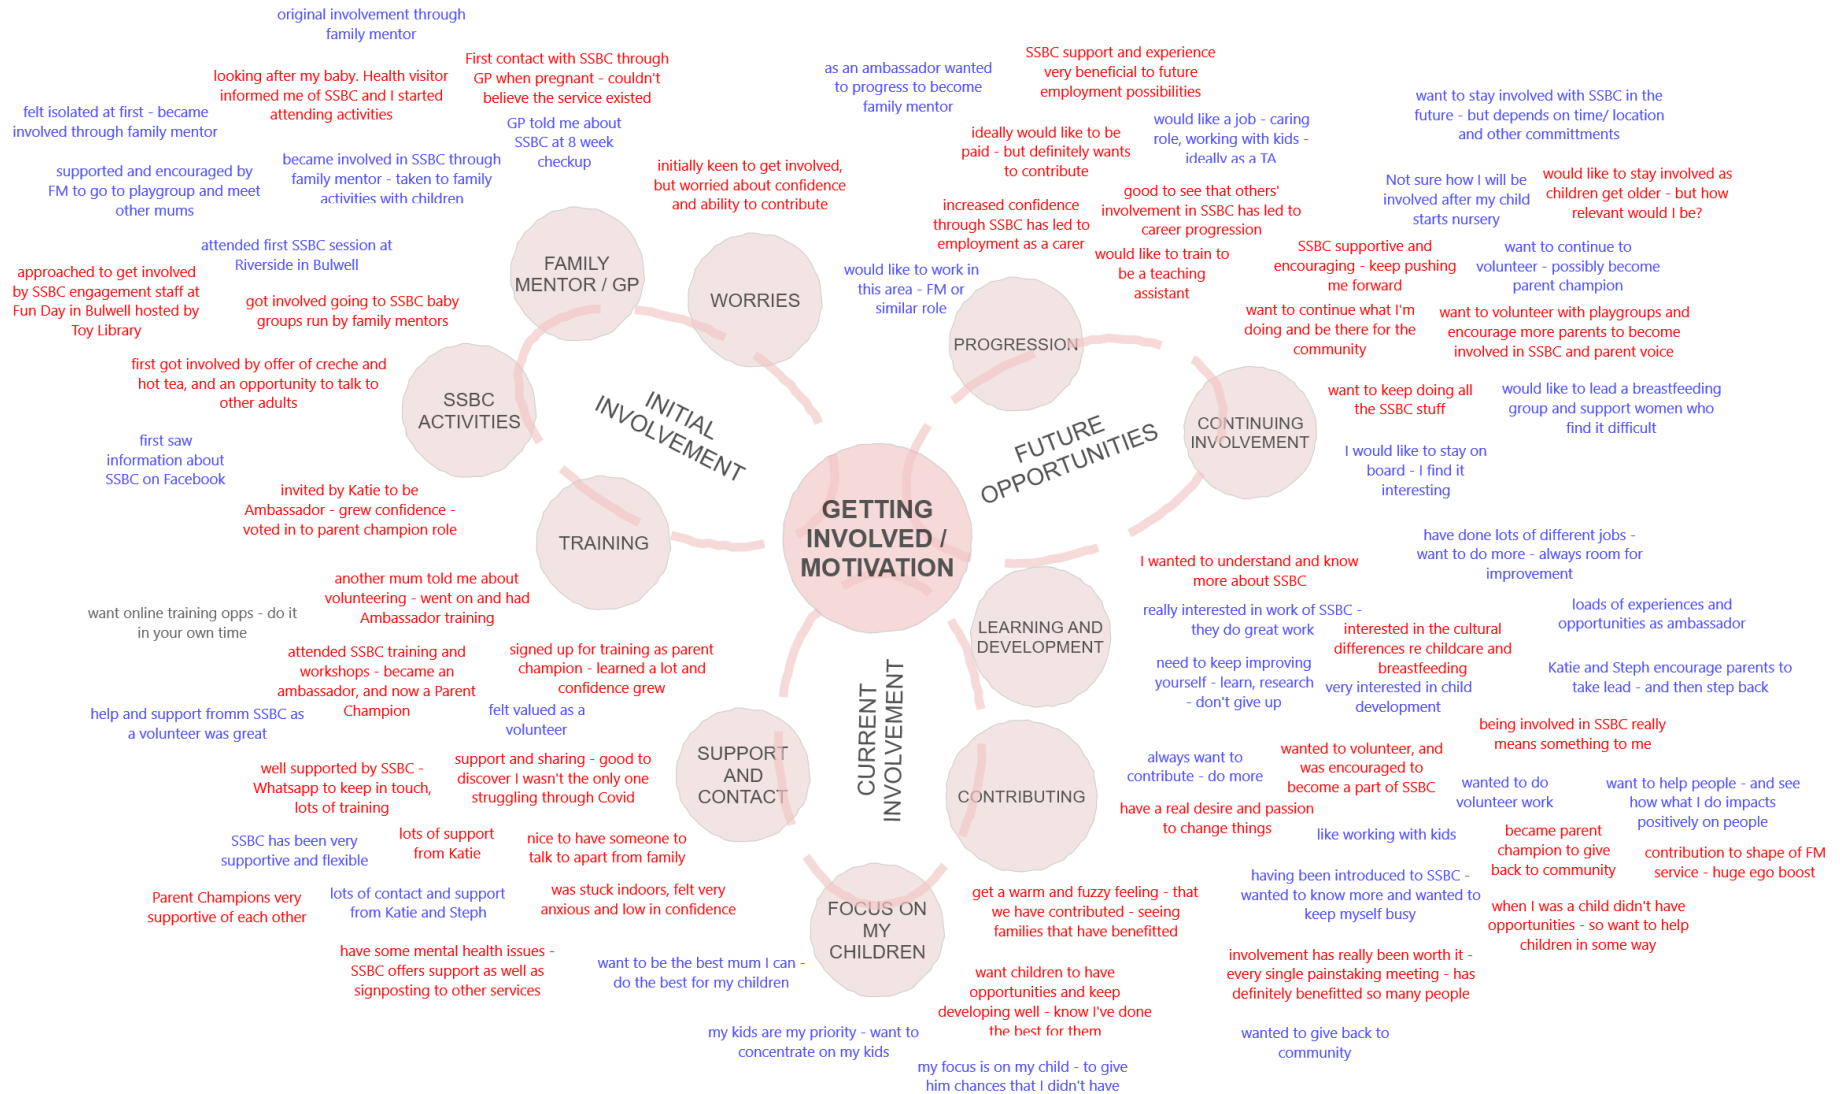 original involvement through
family mentor
looking after my baby. Health visitor
informed me of SSBC and I started
attending activities
First contact with SSBC through
GP when pregnant - couldn't
believe the service existed
felt isolated at first - became
involved through family mentor
GP told me about
SSBC at 8 week
checkup
supported and encouraged by
FM to go to playgroup and meet
other mums
became involved in SSBC through
family mentor - taken to family
activities with children
initially keen to get involved,
but worried about confidence
and ability to contribute
attended first SSBC session at
Riverside in Bulwell
approached to get involved
by SSBC engagement staff at
Fun Day in Bulwell hosted by
Toy Library
got involved going to SSBC baby
groups run by family mentors
first got involved by offer of creche and
hot tea, and an opportunity to talk to
other adults
first saw
information about
SSBC on Facebook
invited by Katie to be
Ambassador - grew confidence -
voted in to parent champion role
another mum told me about
volunteering - went on and had
Ambassador training
want online training opps - do it
in your own time
attended SSBC training and
workshops - became an
ambassador, and now a Parent
Champion
signed up for training as parent
champion - learned a lot and
confidence grew
FAMILY
MENTOR / GP
WORRIES
SSBC
ACTIVITIES
TRAINING
INITIAL
INVOLVEMENT
GETTING
INVOLVED /
MOTIVATION
as an ambassador wanted
to progress to become
family mentor
SSBC support and experience
very beneficial to future
employment possibilities
would like a job - caring
role, working with kids -
ideally as a TA
ideally would like to be
paid - but definitely wants
to contribute
good to see that others'
involvement in SSBC has led to
career progression
increased confidence
through SSBC has led to
employment as a carer
would like to train to
be a teaching
assistant
would like to work in
this area - FM or
similar role
PROGRESSION
FUTURE
OPPORTUNITIES
CONTINUING
INVOLVEMENT
want to stay involved with SSBC in the
future - but depends on time/ location
and other committments
Not sure how I will be
involved after my child
starts nursery
would like to stay involved as
children get older - but how
relevant would I be?
SSBC supportive and
encouraging - keep pushing
me forward
want to continue to
volunteer - possibly become
parent champion
want to continue what I'm
doing and be there for the
community
want to volunteer with playgroups and
encourage more parents to become
involved in SSBC and parent voice
want to keep doing all
the SSBC stuff
would like to lead a breastfeeding
group and support women who
find it difficult
I would like to stay on
board - I find it
interesting
have done lots of different jobs -
want to do more - always room for
improvement
I wanted to understand and know
more about SSBC
really interested in work of SSBC -
they do great work
loads of experiences and
opportunities as ambassador
interested in the cultural
differences re childcare and
breastfeeding
need to keep improving
yourself - learn, research
- don't give up
very interested in child
development
Katie and Steph encourage parents to
take lead - and then step back
LEARNING AND
DEVELOPMENT
CURRENT
INVOLVEMENT
SUPPORT
AND
CONTACT
CONTRIBUTING
FOCUS ON
MY
CHILDREN
help and support fromm SSBC as
a volunteer was great
felt valued as a
volunteer
well supported by SSBC -
Whatsapp to keep in touch,
lots of training
support and sharing - good to
discover I wasn't the only one
struggling through Covid
SSBC has been very
supportive and flexible
lots of support
from Katie
nice to have someone to
talk to apart from family
Parent Champions very
supportive of each other
lots of contact and support
from Katie and Steph
was stuck indoors, felt very
anxious and low in confidence
have some mental health issues -
SSBC offers support as well as
signposting to other services
being involved in SSBC really
means something to me
always want to
contribute - do more
wanted to volunteer, and
was encouraged to
become a part of SSBC
wanted to do
volunteer work
want to help people - and see
how what I do impacts
positively on people
have a real desire and passion
to change things
like working with kids
became parent
champion to give
back to community
contribution to shape of FM
service - huge ego boost
get a warm and fuzzy feeling - that
we have contributed - seeing
families that have benefitted
having been introduced to SSBC -
wanted to know more and wanted to
keep myself busy
when I was a child didn't have
opportunities - so want to help
children in some way
involvement has really been worth it -
every single painstaking meeting - has
definitely benefitted so many people
wanted to give back to
community
want to be the best mum I can -
do the best for my children
want children to have
opportunities and keep
developing well - know I've done
the best for them
my kids are my priority - want to
concentrate on my kids
my focus is on my child - to give
him chances that I didn't have